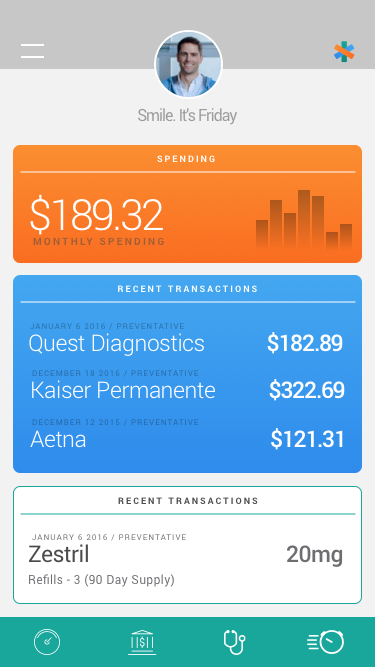 Smile. It's Friday
SPENDING
$189.32
MONTHLY SPENDING
RECENT TRANSACTIONS
JANUARY 6 2016 / PREVENTATIVE
Quest Diagnostics $182.89
DECEMBER 18 2016 / PREVENTATIVE
Kaiser Permanente $322.69
DECEMBER 12 2015 / PREVENTATIVE
Aetna $121.31
RECENT TRANSACTIONS
JANUARY 6 2016 / PREVENTATIVE
Zestril 20mg
Refills - 3 (90 Day Supply)